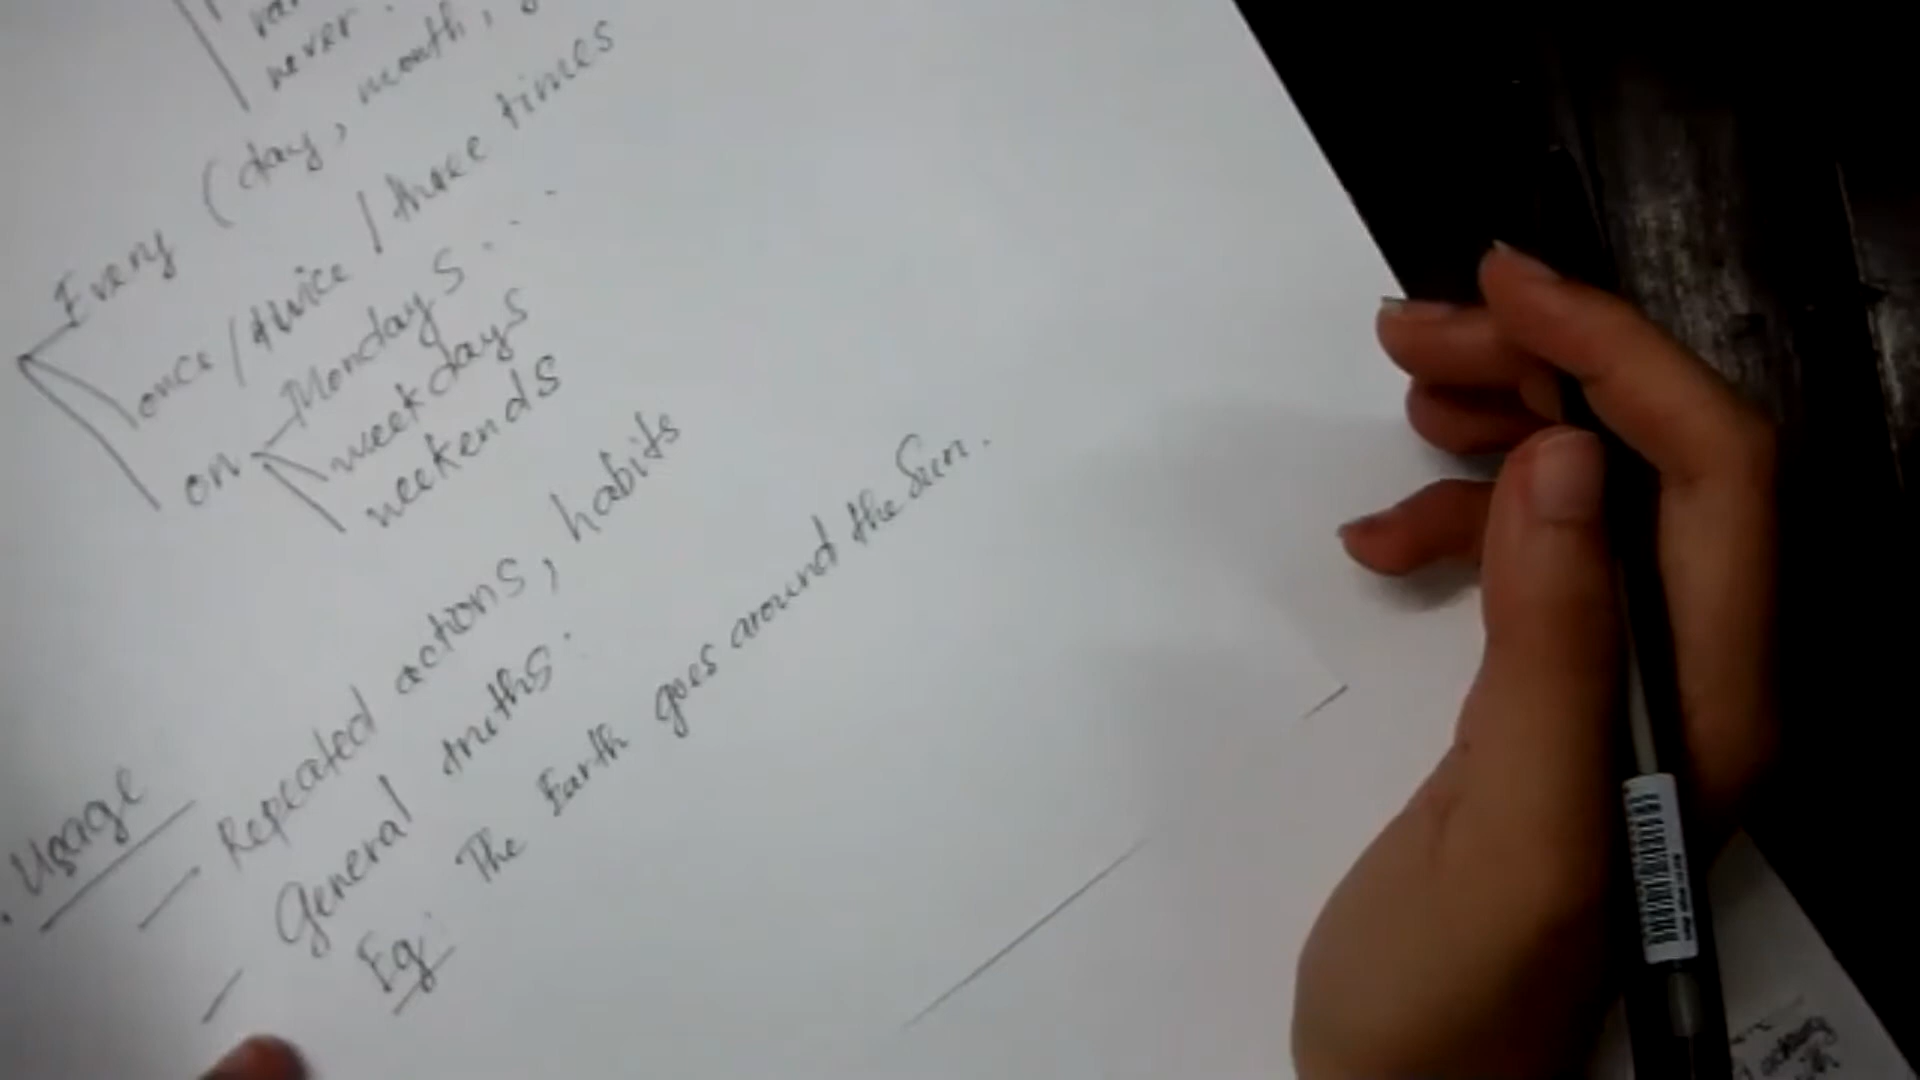 never.
Every (day, month,
once / twice / three times
on Mondays...
weekdays
weekends
Usage
- Repeated actions, habits
- General truths.
Eg: The Earth goes around the Sun.